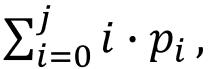 ∑_{i=0}^{j} i · p_i ,